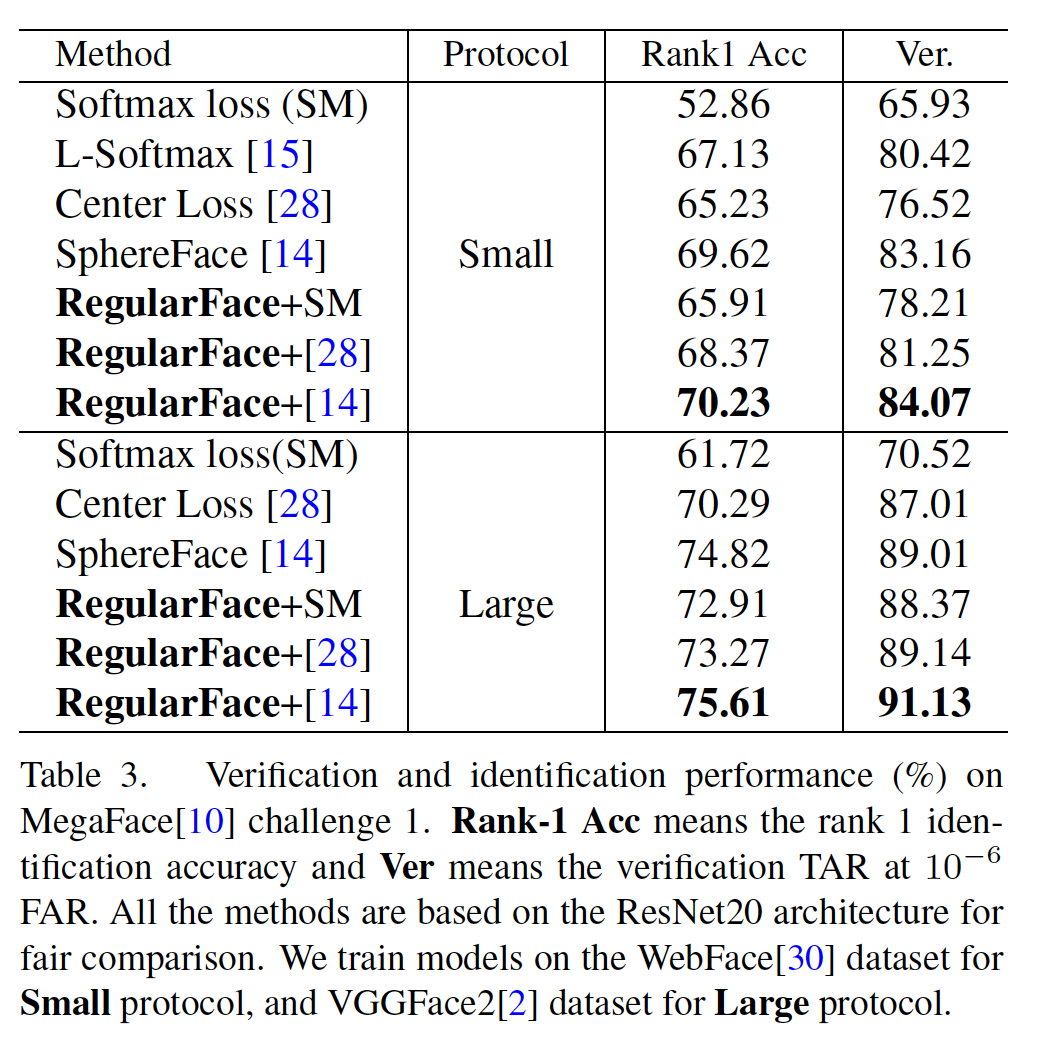 Method Protocol Rank1 Acc Ver.
Softmax loss (SM) 52.86 65.93
L-Softmax [15] 67.13 80.42
Center Loss [28] 65.23 76.52
SphereFace [14] Small 69.62 83.16
RegularFace+SM 65.91 78.21
RegularFace+[28] 68.37 81.25
RegularFace+[14] 70.23 84.07
Softmax loss(SM) 61.72 70.52
Center Loss [28] 70.29 87.01
SphereFace [14] 74.82 89.01
RegularFace+SM Large 72.91 88.37
RegularFace+[28] 73.27 89.14
RegularFace+[14] 75.61 91.13
Table 3. Verification and identification performance (%) on
MegaFace[10] challenge 1. Rank-1 Acc means the rank 1 iden-
tification accuracy and Ver means the verification TAR at 10⁻⁶
FAR. All the methods are based on the ResNet20 architecture for
fair comparison. We train models on the WebFace[30] dataset for
Small protocol, and VGGFace2[2] dataset for Large protocol.